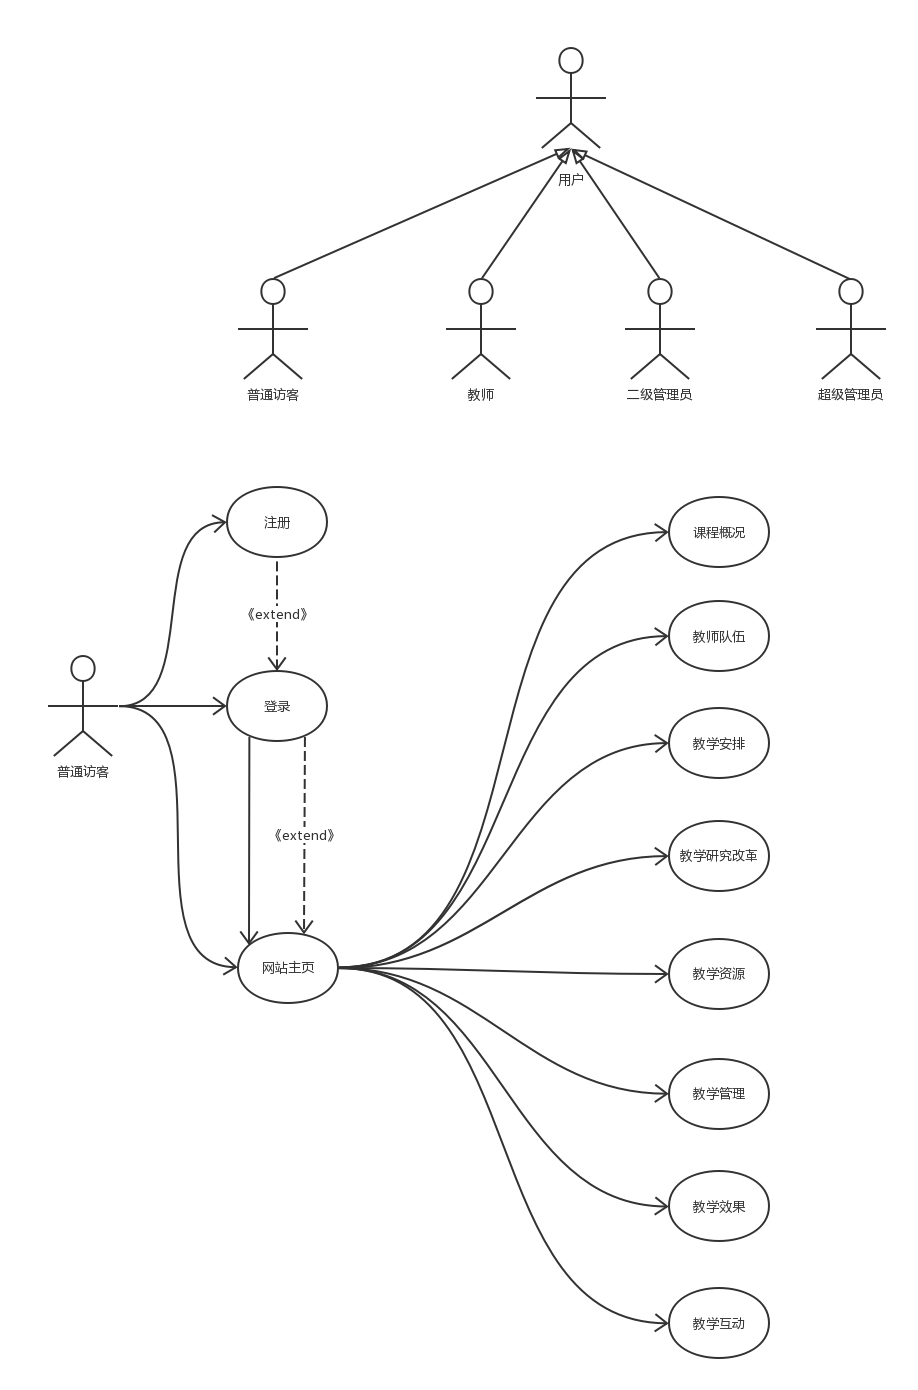 用户
普通访客
教师
二级管理员
超级管理员
注册
课程概况
《extend》
教师队伍
登录
教学安排
普通访客
《extend》
教学研究改革
网站主页
教学资源
教学管理
教学效果
教学互动